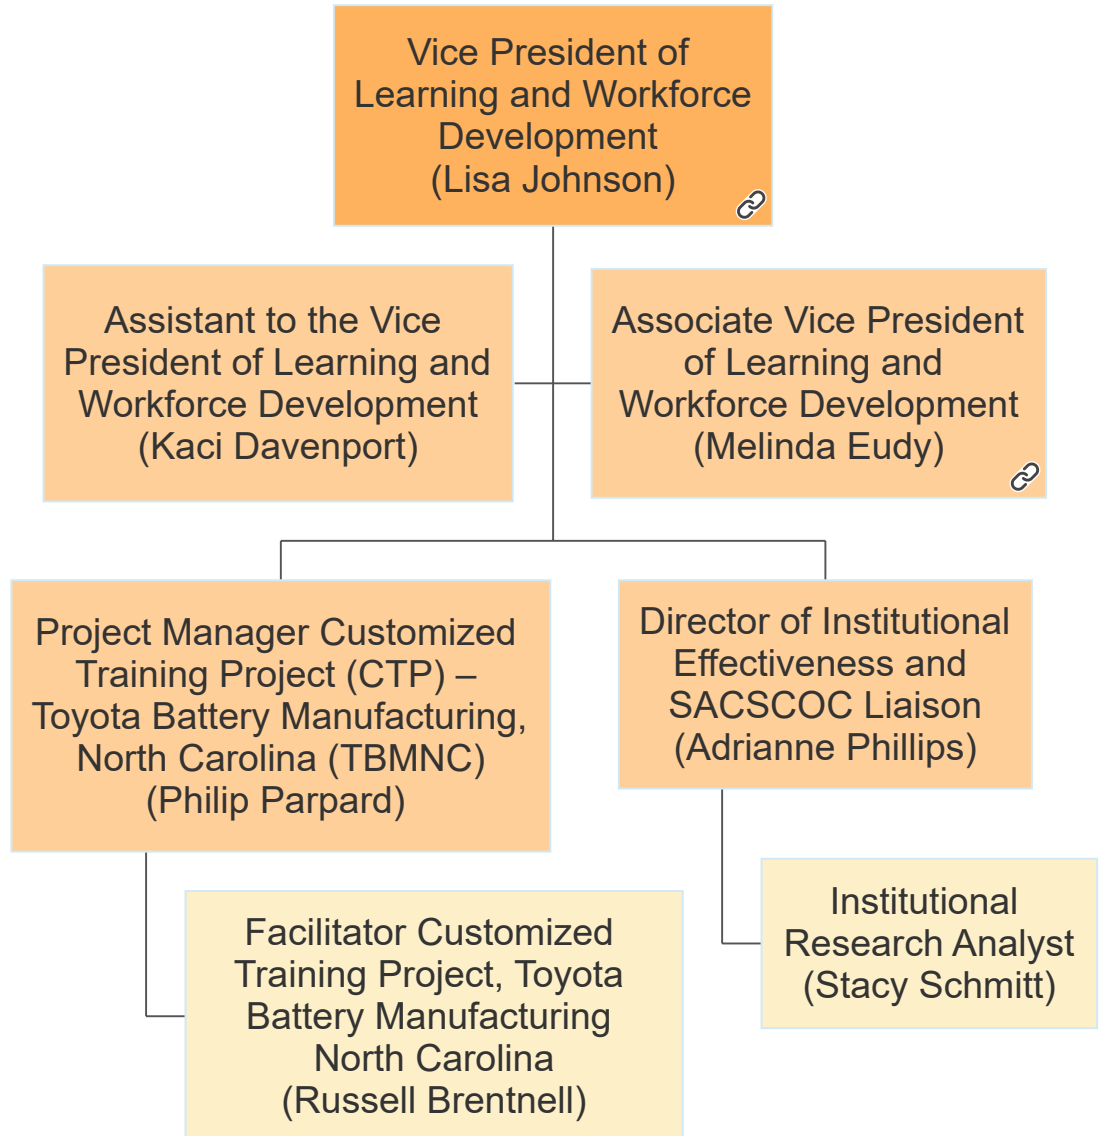 Vice President of
Learning and Workforce
Development
(Lisa Johnson)
Assistant to the Vice
President of Learning and
Workforce Development
(Kaci Davenport)
Associate Vice President
of Learning and
Workforce Development
(Melinda Eudy)
Project Manager Customized
Training Project (CTP) –
Toyota Battery Manufacturing,
North Carolina (TBMNC)
(Philip Parpard)
Director of Institutional
Effectiveness and
SACSCOC Liaison
(Adrianne Phillips)
Facilitator Customized
Training Project, Toyota
Battery Manufacturing
North Carolina
(Russell Brentnell)
Institutional
Research Analyst
(Stacy Schmitt)